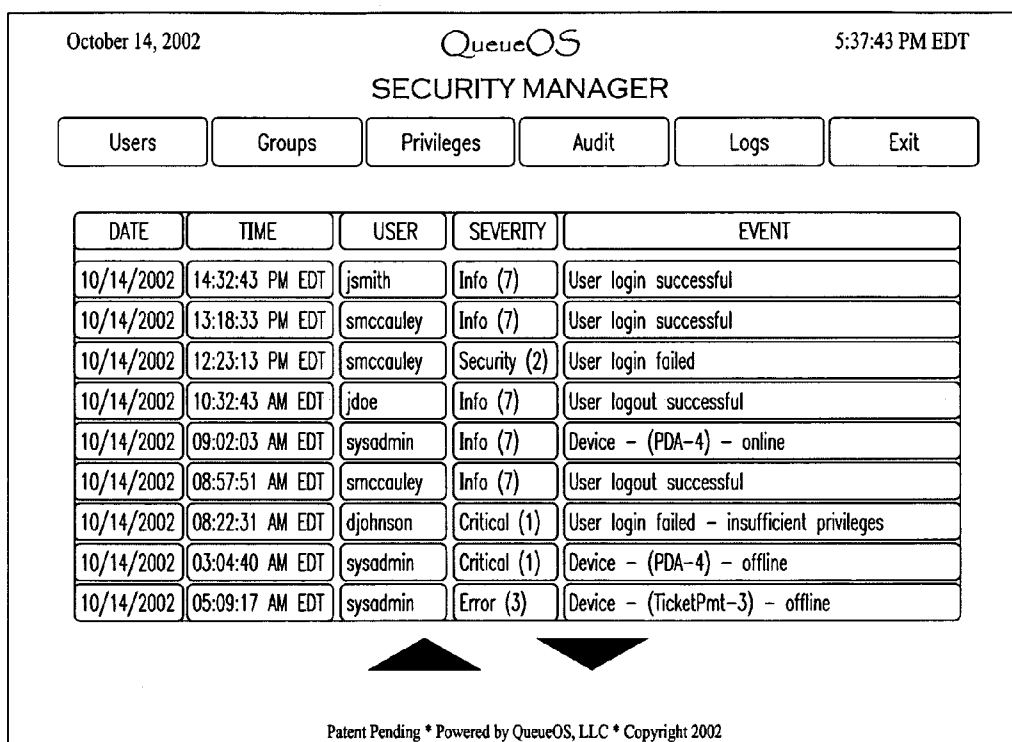 October 14, 2002 QueueOS 5:37:43 PM EDT
SECURITY MANAGER
Users Groups Privileges Audit Logs Exit
DATE TIME USER SEVERITY EVENT
10/14/2002 14:32:43 PM EDT jsmith Info (7) User login successful
10/14/2002 13:18:33 PM EDT smccauley Info (7) User login successful
10/14/2002 12:23:13 PM EDT smccauley Security (2) User login failed
10/14/2002 10:32:43 AM EDT jdoe Info (7) User logout successful
10/14/2002 09:02:03 AM EDT sysadmin Info (7) Device - (PDA-4) - online
10/14/2002 08:57:51 AM EDT smccauley Info (7) User logout successful
10/14/2002 08:22:31 AM EDT djohnson Critical (1) User login failed - insufficient privileges
10/14/2002 03:04:40 AM EDT sysadmin Critical (1) Device - (PDA-4) - offline
10/14/2002 05:09:17 AM EDT sysadmin Error (3) Device - (TicketPmt-3) - offline
Patent Pending * Powered by QueueOS, LLC * Copyright 2002